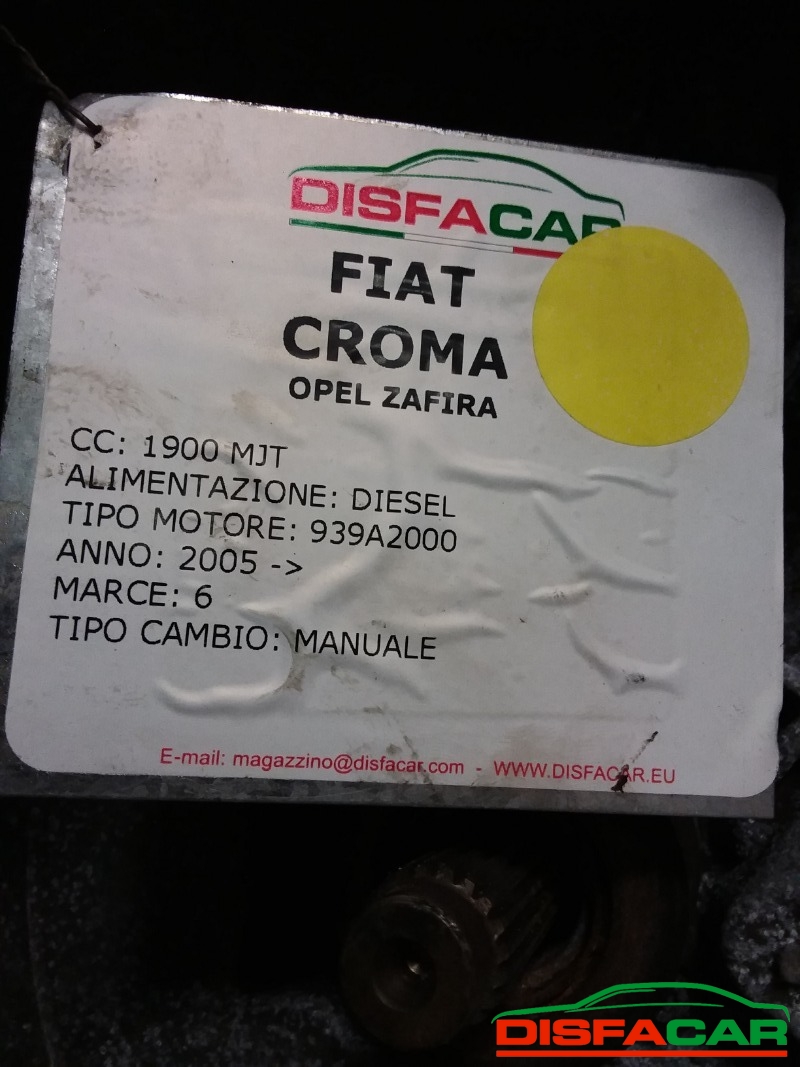 DISFACAR
FIAT
CROMA
OPEL ZAFIRA
CC: 1900 MJT
ALIMENTAZIONE: DIESEL
TIPO MOTORE: 939A2000
ANNO: 2005 ->
MARCE: 6
TIPO CAMBIO: MANUALE
E-mail: magazzino@disfacar.com - WWW.DISFACAR.EU
DISFACAR